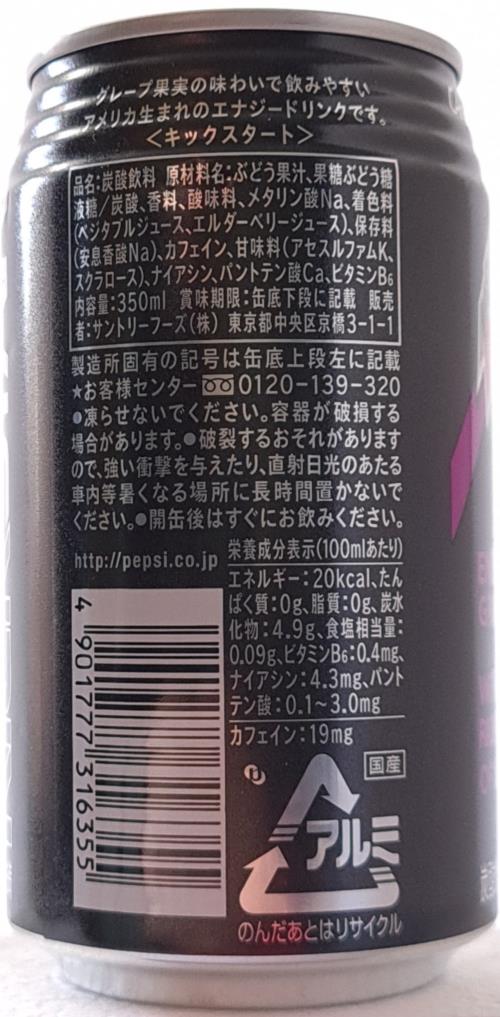 グレープ果実の味わいで飲みやすい
アメリカ生まれのエナジードリンクです。
<キックスタート>
品名:炭酸飲料 原材料名:ぶどう果汁、果糖ぶどう糖
液糖/炭酸、香料、酸味料、メタリン酸Na、着色料
(ベジタブルジュース、エルダーベリージュース)、保存料
(安息香酸Na)、カフェイン、甘味料(アセスルファムK、
スクラロース)、ナイアシン、パントテン酸Ca、ビタミンB6
内容量:350ml 賞味期限:缶底下段に記載 販売
者:サントリーフーズ(株) 東京都中央区京橋3-1-1
製造所固有の記号は缶底上段左に記載
★お客様センター 0120-139-320
●凍らせないでください。容器が破損する
場合があります。●破裂するおそれがあります
ので、強い衝撃を与えたり、直射日光のあたる
車内等暑くなる場所に長時間置かないで
ください。●開缶後はすぐにお飲みください。
http://pepsi.co.jp
栄養成分表示(100mlあたり)
エネルギー:20kcal、たん
ぱく質:0g、脂質:0g、炭水
化物:4.9g、食塩相当量:
0.09g、ビタミンB6:0.4mg、
ナイアシン:4.3mg、パント
テン酸:0.1~3.0mg
カフェイン:19mg
4 901777 316355
国産
アルミ
のんだあとはリサイクル